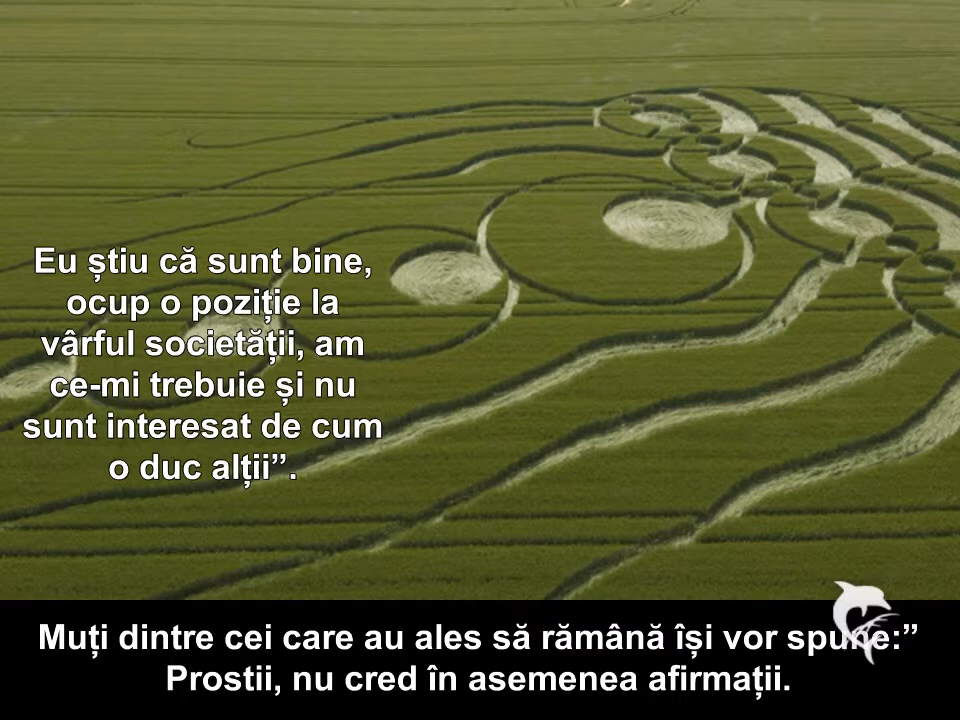 Eu știu că sunt bine,
ocup o poziție la
vârful societății, am
ce-mi trebuie și nu
sunt interesat de cum
o duc alții”.
Muți dintre cei care au ales să rămână își vor spune:”
Prostii, nu cred în asemenea afirmații.